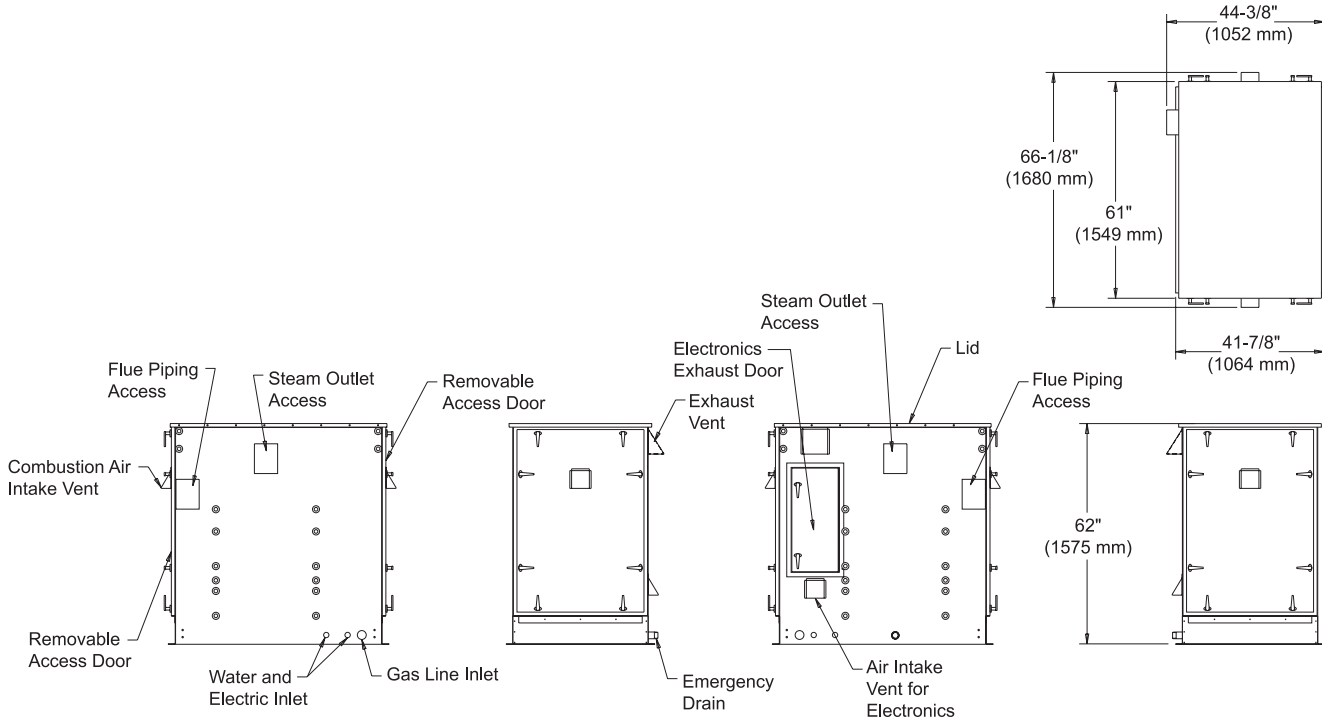 44-3/8"
(1052 mm)
66-1/8"
(1680 mm)
61"
(1549 mm)
41-7/8"
(1064 mm)
Flue Piping
Access
Steam Outlet
Access
Removable
Access Door
Combustion Air
Intake Vent
Removable
Access Door
Water and
Electric Inlet
Gas Line Inlet
Exhaust
Vent
Emergency
Drain
Steam Outlet
Access
Electronics
Exhaust Door
Lid
Flue Piping
Access
Air Intake
Vent for
Electronics
62"
(1575 mm)